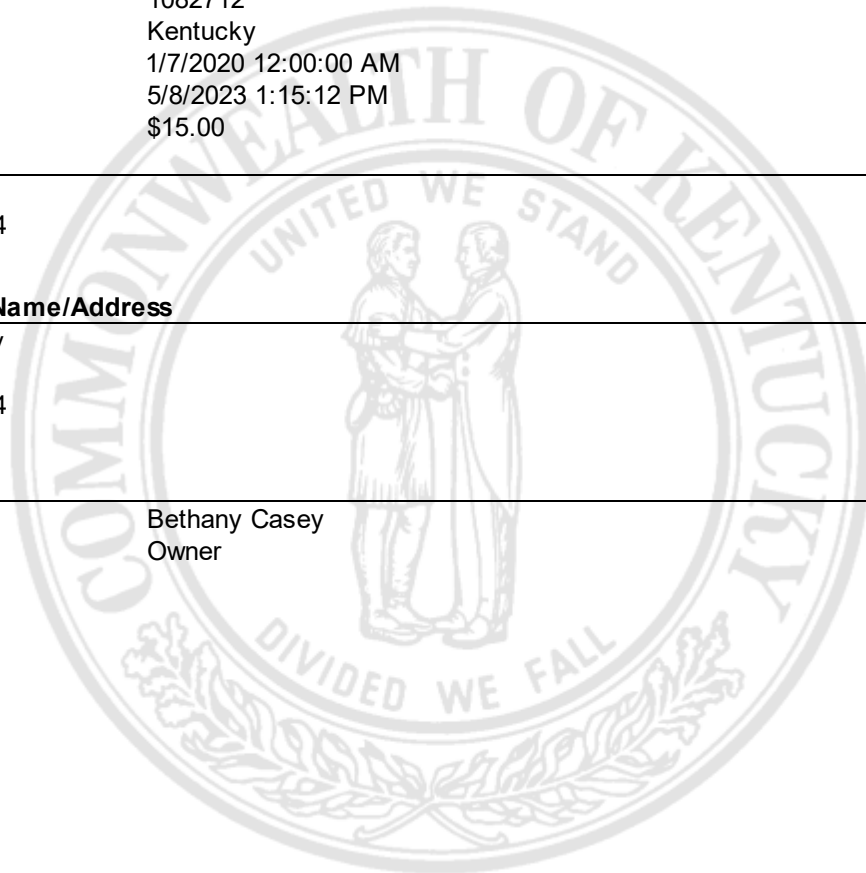 1082712
Kentucky
1/7/2020 12:00:00 AM
5/8/2023 1:15:12 PM
$15.00
4
Name/Address
4
Bethany Casey
Owner
COMMONWEALTH OF KENTUCKY
UNITED WE STAND
DIVIDED WE FALL